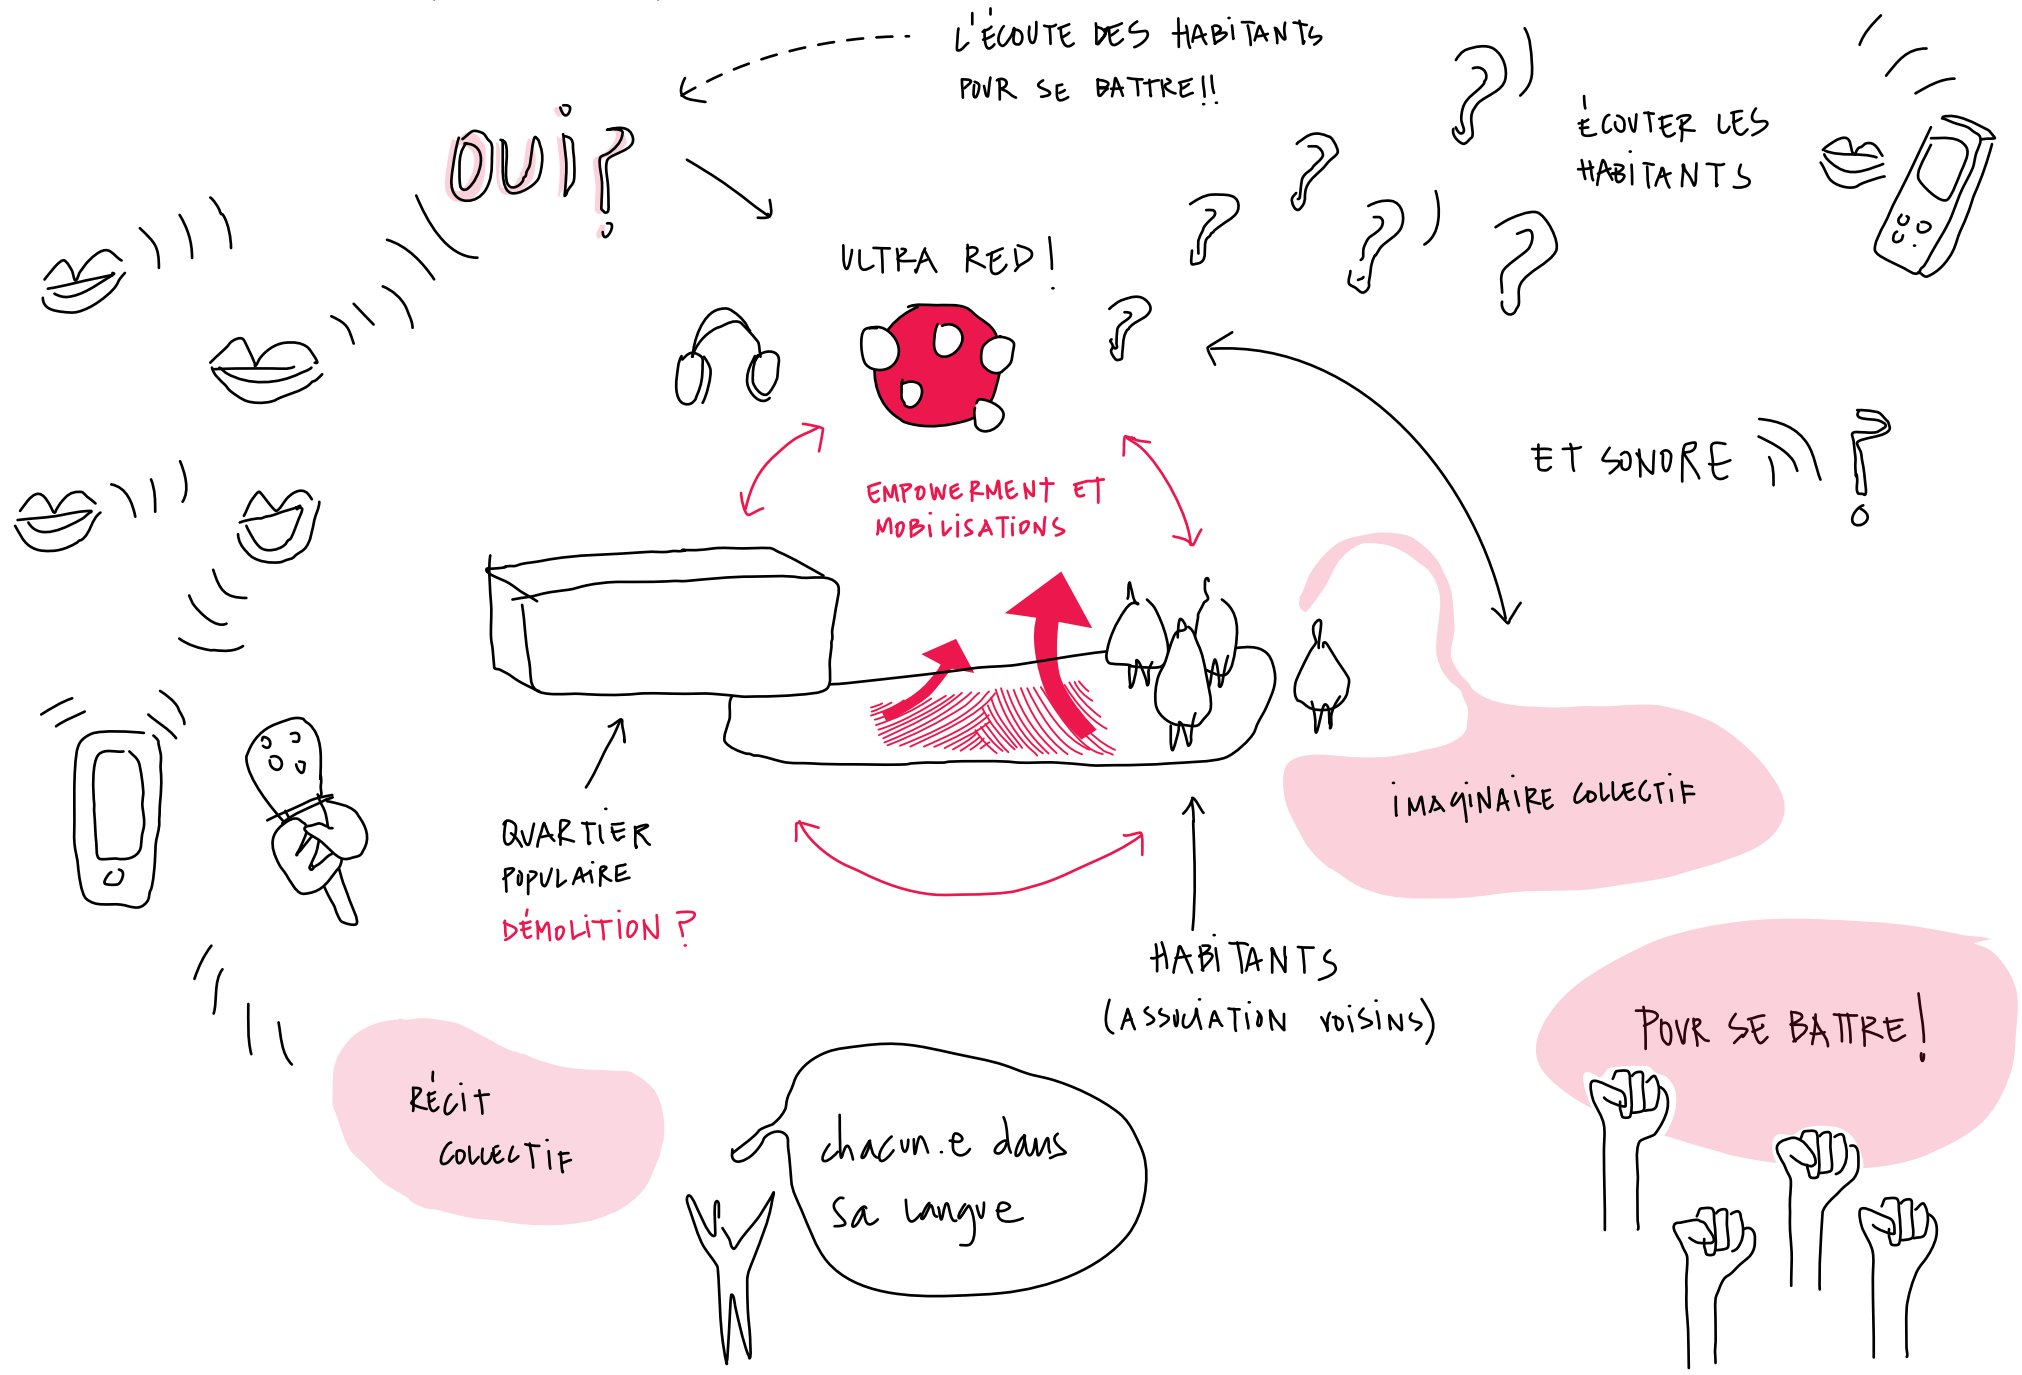 L'ÉCOUTE DES HABITANTS
POUR SE BATTRE!!
OUI?
ÉCOUTER LES
HABITANTS
ULTRA RED!
ET SONORE ?
EMPOWERMENT ET
MOBILISATIONS
IMAGINAIRE COLLECTIF
QUARTIER
POPULAIRE
DÉMOLITION ?
HABITANTS
(ASSOCIATION VOISINS)
POUR SE BATTRE!
RÉCIT
COLLECTIF
chacun.e dans
sa langue